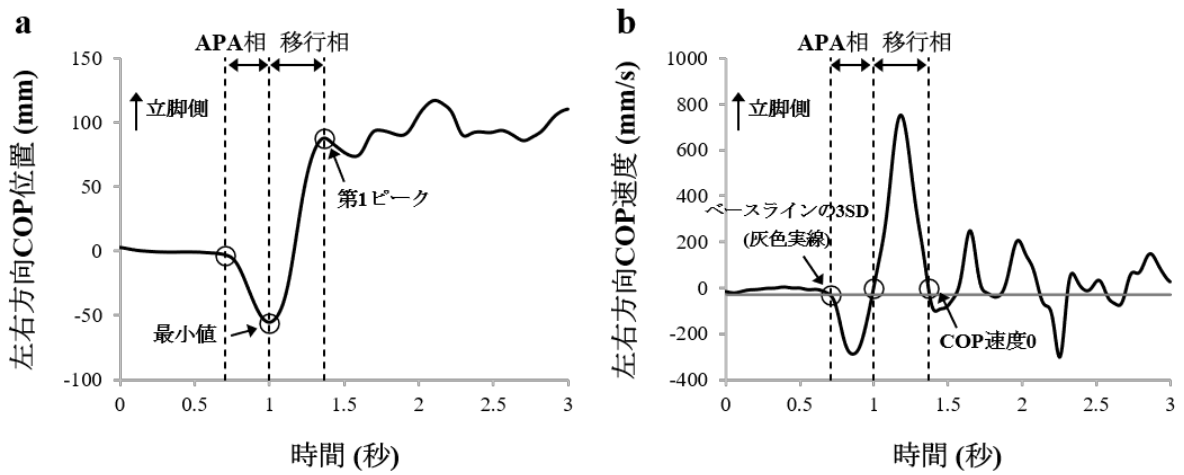 a
APA相 移行相
150
100
50
0
-50
-100
立脚側
第1ピーク
最小値
左右方向COP位置 (mm)
0 0.5 1 1.5 2 2.5 3
時間 (秒)
b
APA相 移行相
1000
800
600
400
200
0
-200
-400
立脚側
ベースラインの3SD
(灰色実線)
COP速度0
左右方向COP速度 (mm/s)
0 0.5 1 1.5 2 2.5 3
時間 (秒)